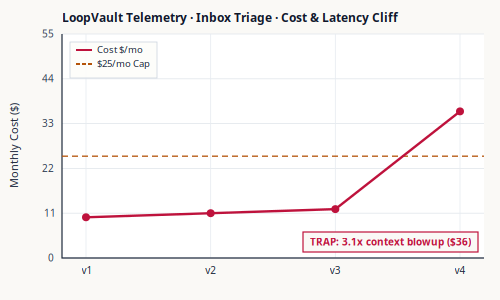 LoopVault Telemetry · Inbox Triage · Cost & Latency Cliff
55
Cost $/mo
$25/mo Cap
44
Monthly Cost ($)
33
22
11
TRAP: 3.1x context blowup ($36)
0
v1 v2 v3 v4